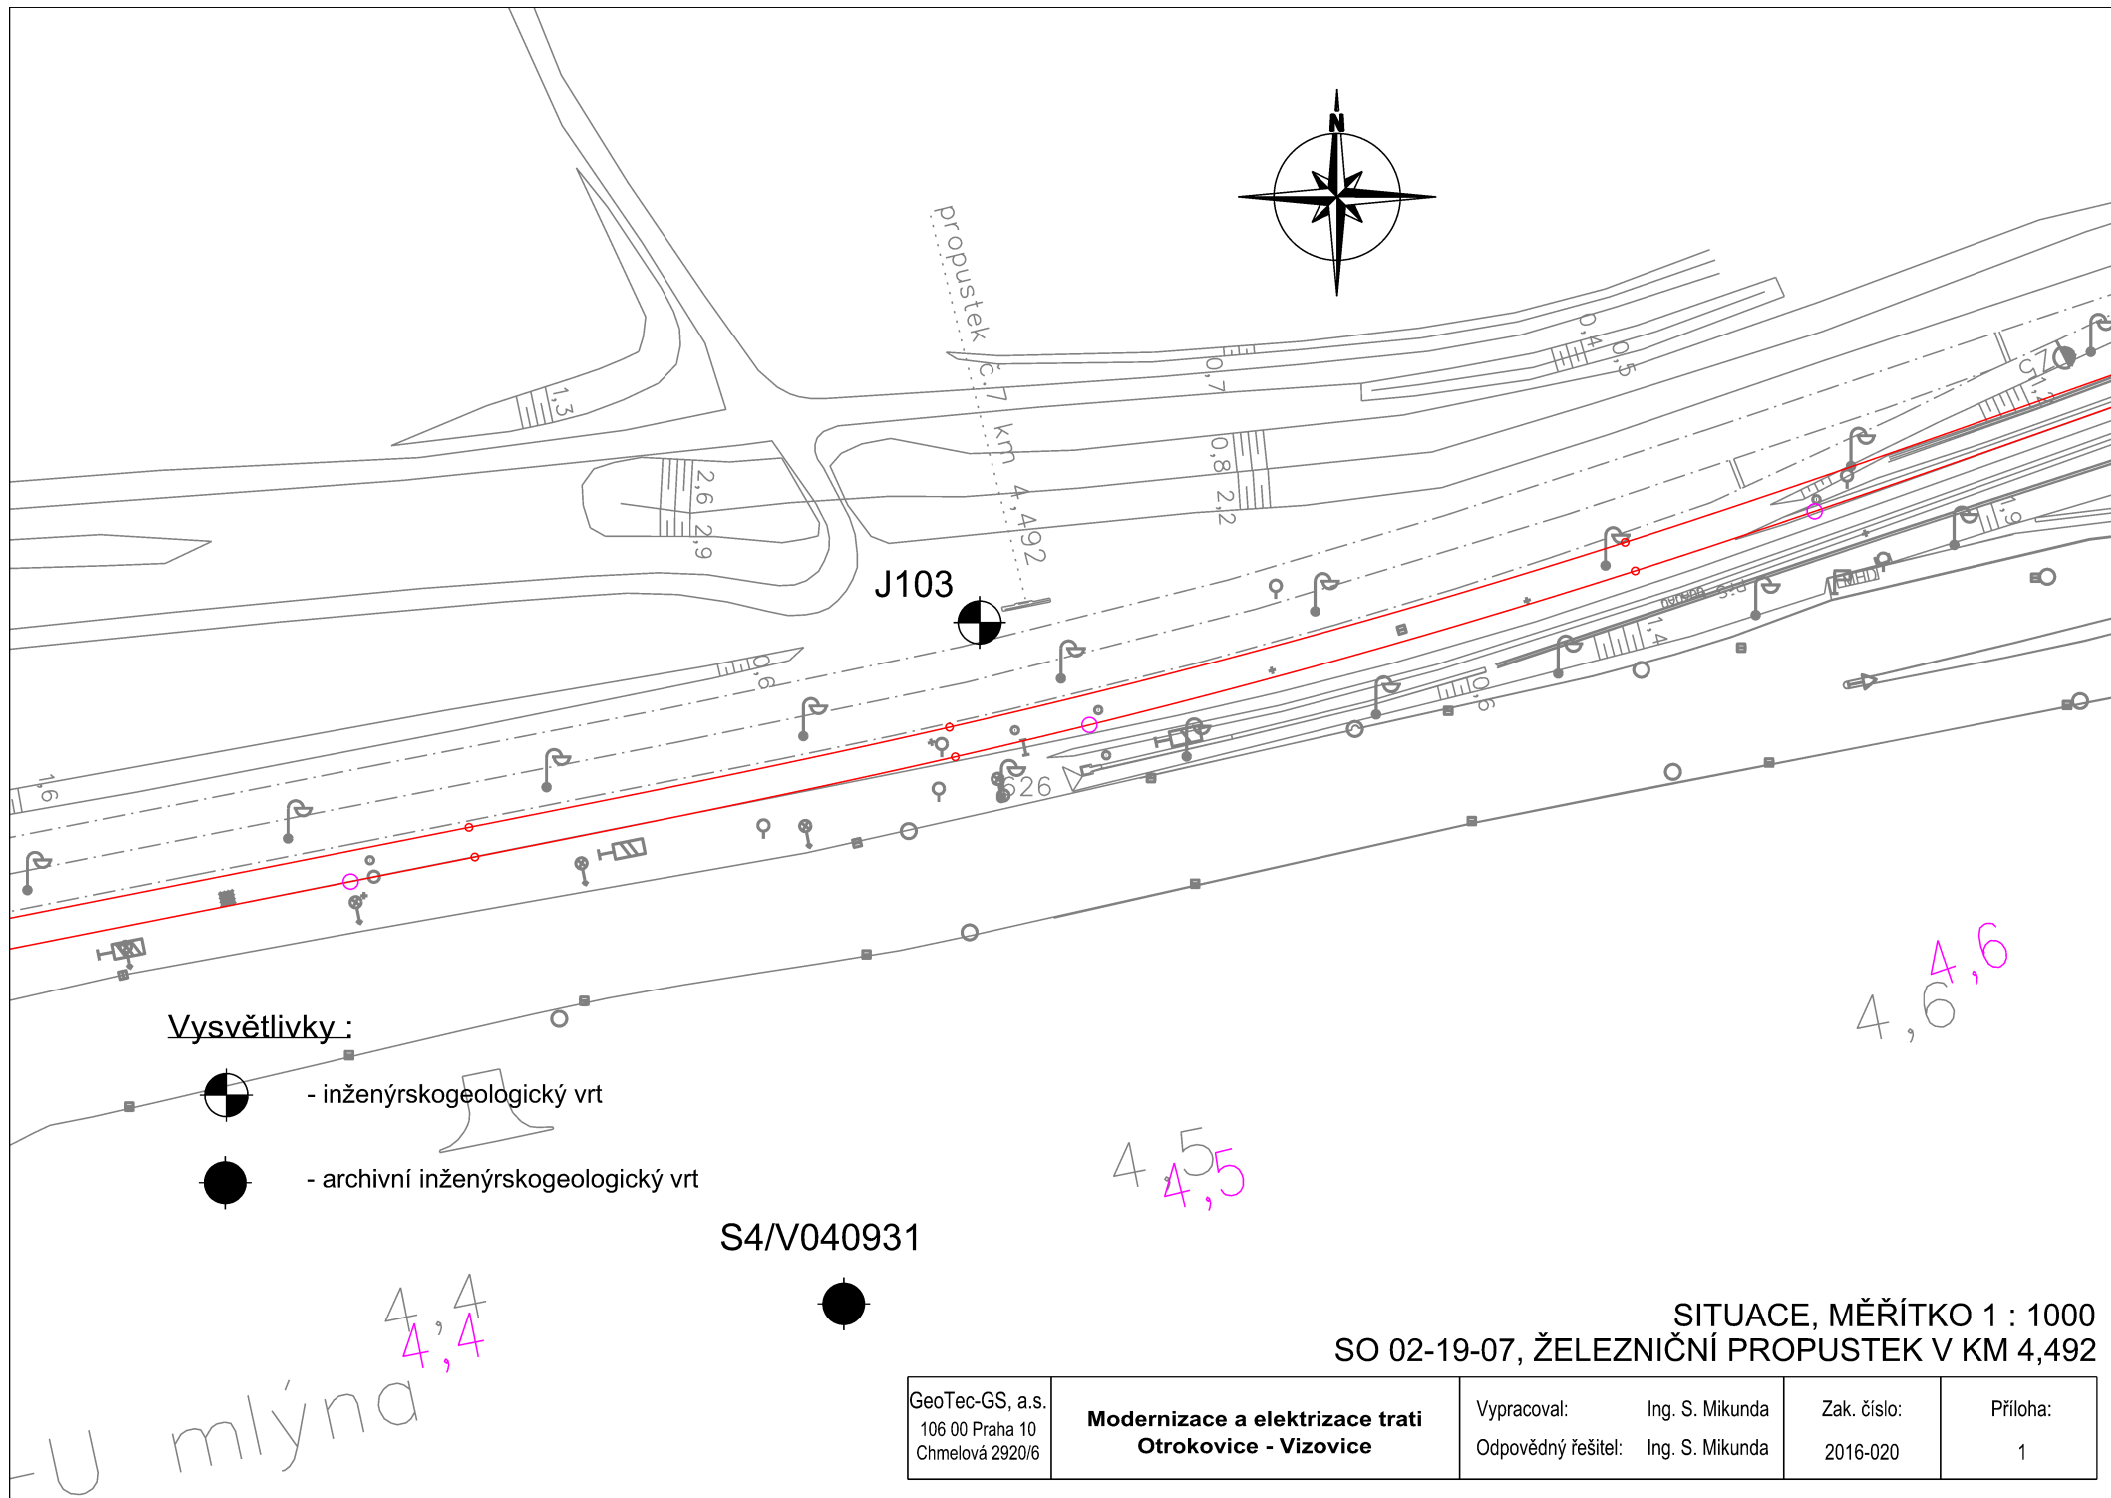 N
propustek č.7 km 4,492
1,3
0,7
0,4
0,5
2,6
2,9
0,8
2,2
J103
0,6
1,6
1,9
MHD
1,4
0,6
626
4,6
4,6
Vysvětlivky :
- inženýrskogeologický vrt
- archivní inženýrskogeologický vrt
4,5
4,5
S4/V040931
4,4
4,4
-U mlýna
SITUACE, MĚŘÍTKO 1 : 1000
SO 02-19-07, ŽELEZNIČNÍ PROPUSTEK V KM 4,492
GeoTec-GS, a.s.
106 00 Praha 10
Chmelová 2920/6
Modernizace a elektrizace trati
Otrokovice - Vizovice
Vypracoval: Ing. S. Mikunda
Odpovědný řešitel: Ing. S. Mikunda
Zak. číslo:
2016-020
Příloha:
1